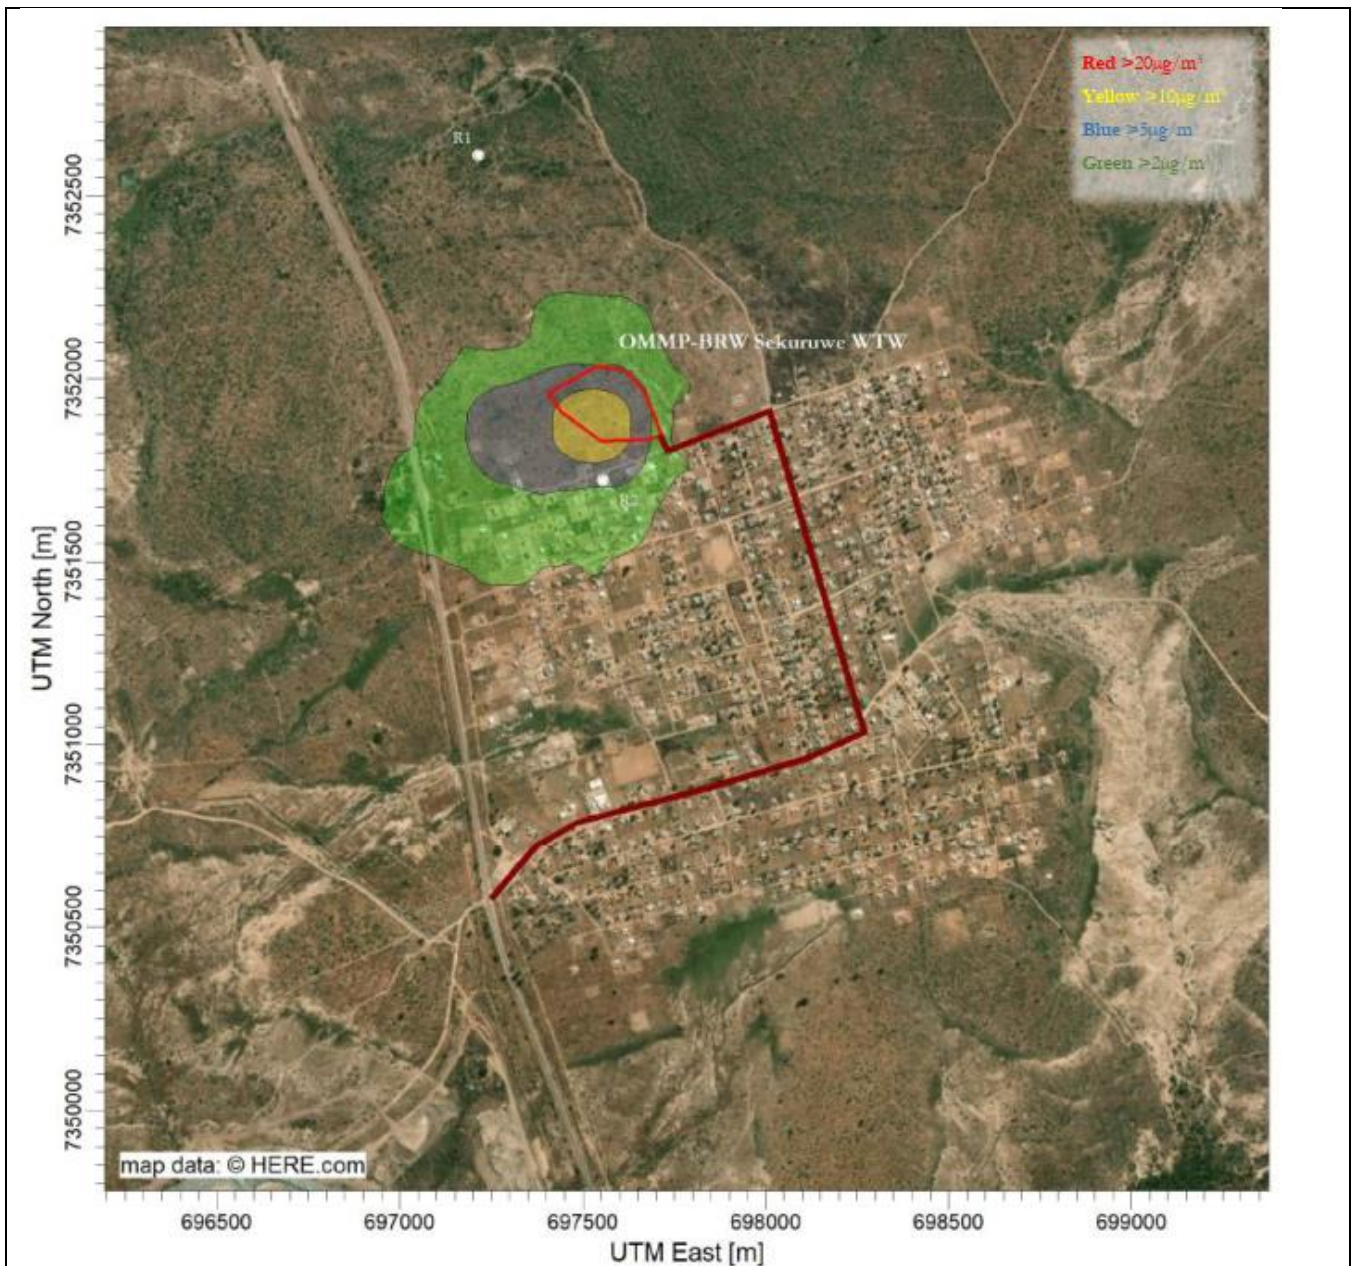 Red >20µg/m³
Yellow >10µg/m³
Blue >5µg/m³
Green >2µg/m³
R1
OMMP-BRW Sekuruwe WTW
R2
7352500
7352000
7351500
7351000
7350500
7350000
UTM North [m]
map data: © HERE.com
696500 697000 697500 698000 698500 699000
UTM East [m]